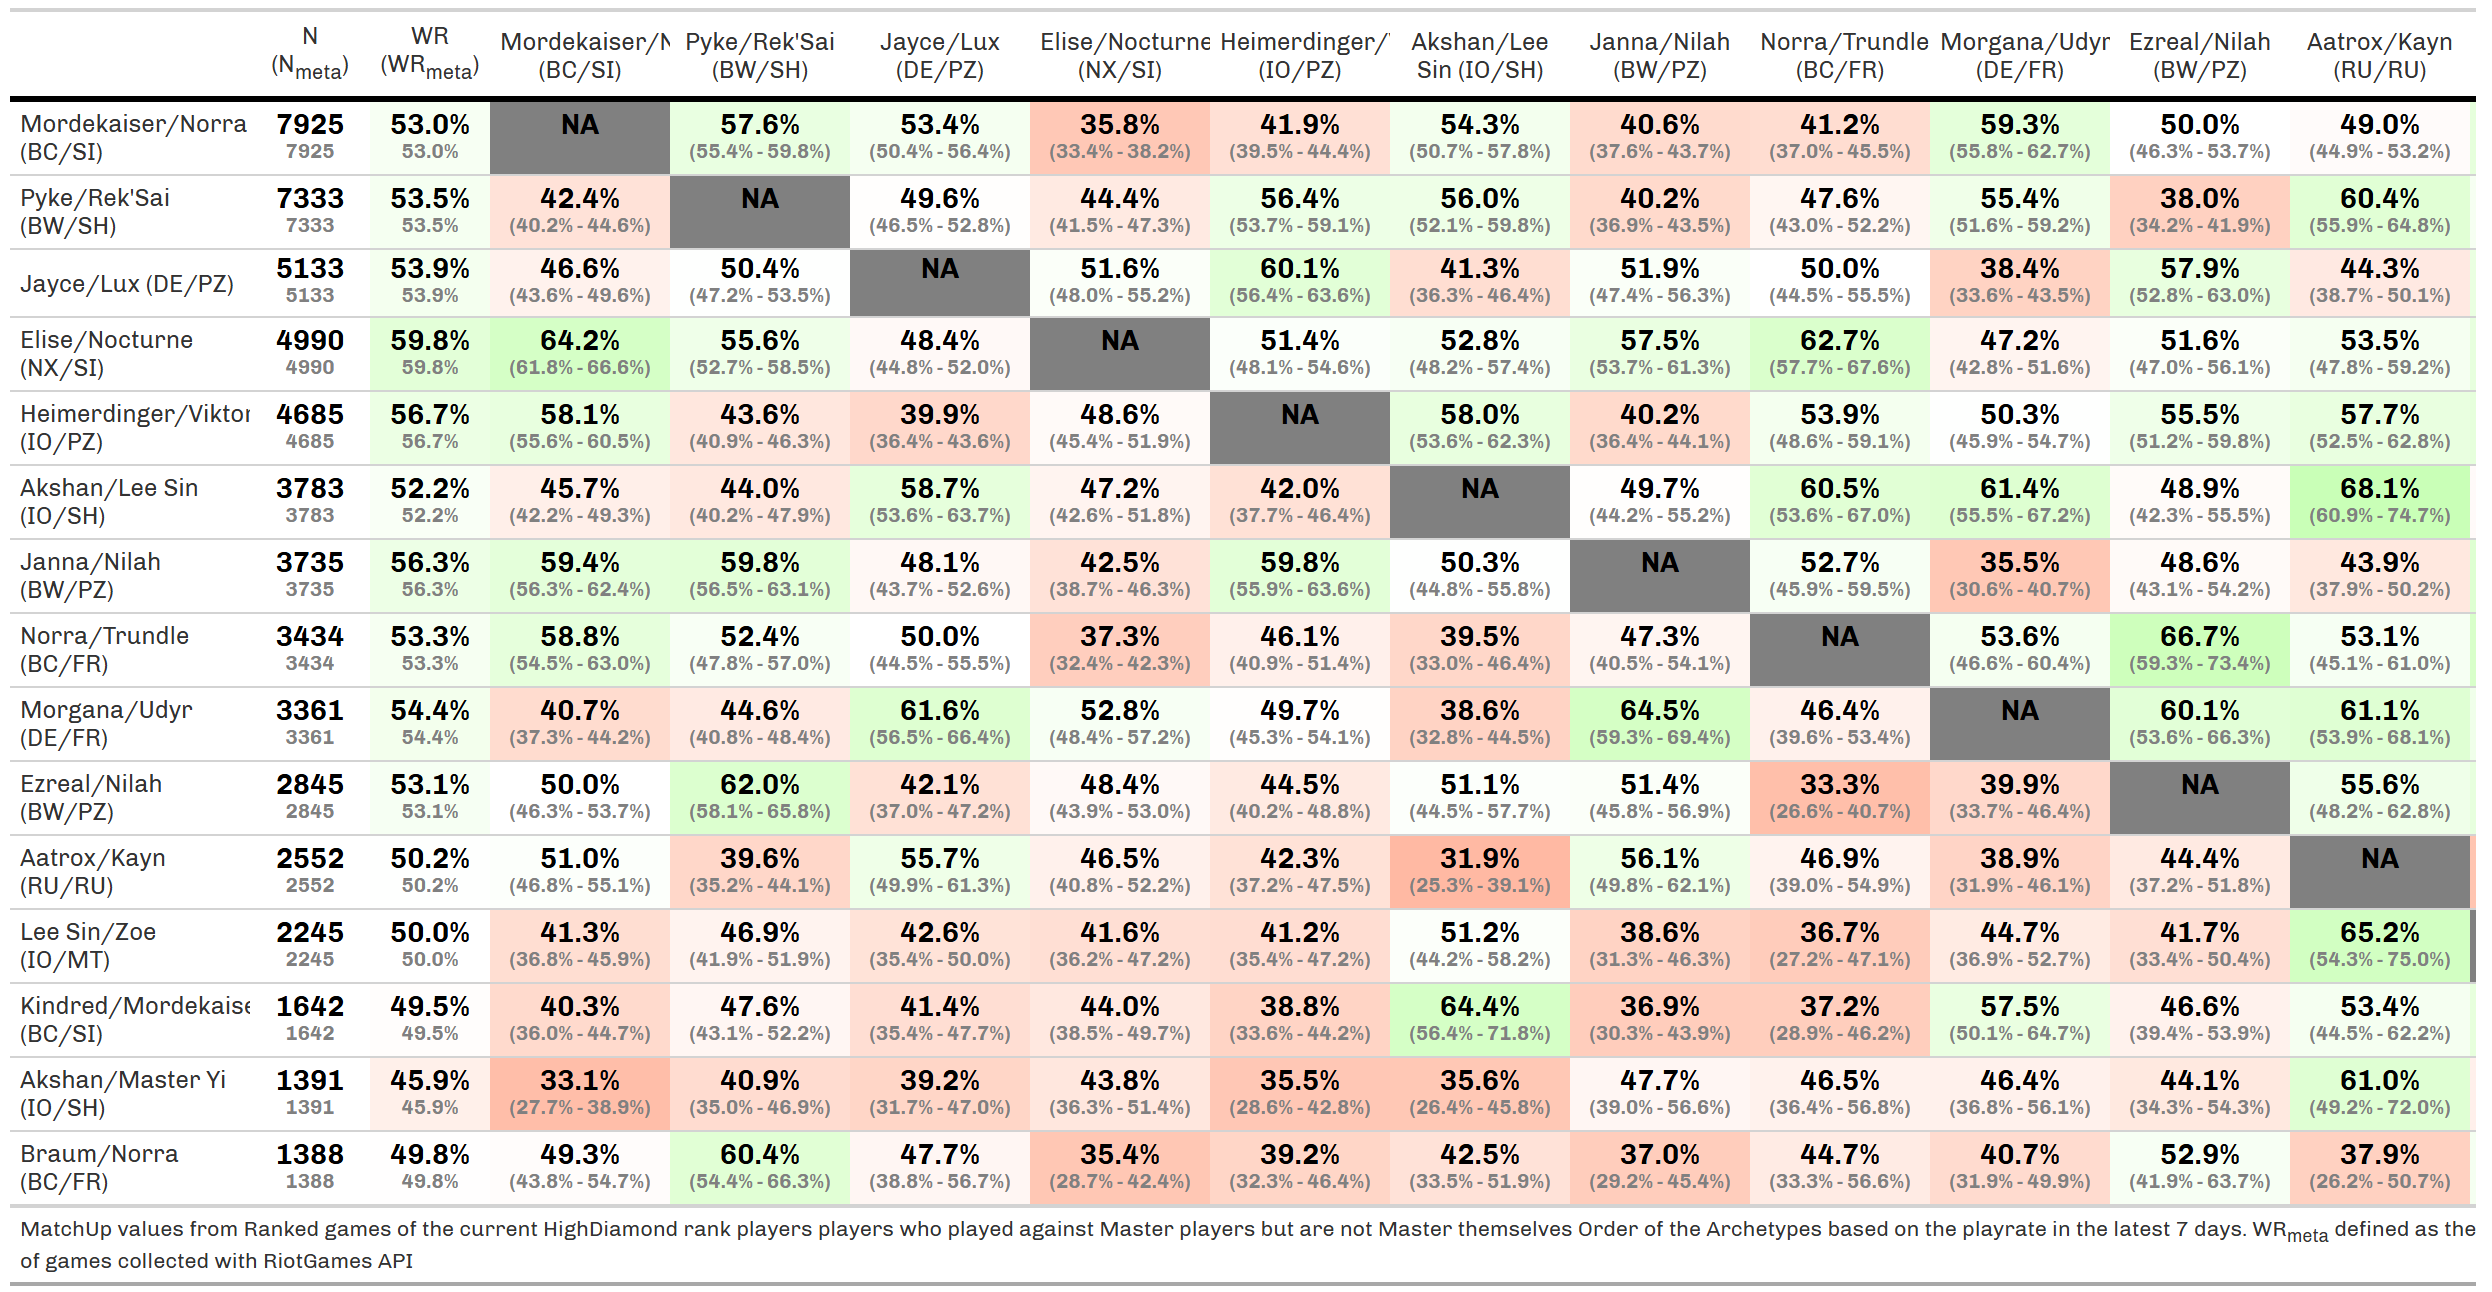 N WR Mordekaiser/N Pyke/Rek'Sai Jayce/Lux Elise/Nocturne Heimerdinger/ Akshan/Lee Janna/Nilah Norra/Trundle Morgana/Udyr Ezreal/Nilah Aatrox/Kayn
(Nmeta) (WRmeta) (BC/SI) (BW/SH) (DE/PZ) (NX/SI) (IO/PZ) Sin (IO/SH) (BW/PZ) (BC/FR) (DE/FR) (BW/PZ) (RU/RU)
Mordekaiser/Norra 7925 53.0% NA 57.6% 53.4% 35.8% 41.9% 54.3% 40.6% 41.2% 59.3% 50.0% 49.0%
(BC/SI) 7925 53.0% (55.4% - 59.8%) (50.4% - 56.4%) (33.4% - 38.2%) (39.5% - 44.4%) (50.7% - 57.8%) (37.6% - 43.7%) (37.0% - 45.5%) (55.8% - 62.7%) (46.3% - 53.7%) (44.9% - 53.2%)
Pyke/Rek'Sai 7333 53.5% 42.4% NA 49.6% 44.4% 56.4% 56.0% 40.2% 47.6% 55.4% 38.0% 60.4%
(BW/SH) 7333 53.5% (40.2% - 44.6%) (46.5% - 52.8%) (41.5% - 47.3%) (53.7% - 59.1%) (52.1% - 59.8%) (36.9% - 43.5%) (43.0% - 52.2%) (51.6% - 59.2%) (34.2% - 41.9%) (55.9% - 64.8%)
Jayce/Lux (DE/PZ) 5133 53.9% 46.6% 50.4% NA 51.6% 60.1% 41.3% 51.9% 50.0% 38.4% 57.9% 44.3%
5133 53.9% (43.6% - 49.6%) (47.2% - 53.5%) (48.0% - 55.2%) (56.4% - 63.6%) (36.3% - 46.4%) (47.4% - 56.3%) (44.5% - 55.5%) (33.6% - 43.5%) (52.8% - 63.0%) (38.7% - 50.1%)
Elise/Nocturne 4990 59.8% 64.2% 55.6% 48.4% NA 51.4% 52.8% 57.5% 62.7% 47.2% 51.6% 53.5%
(NX/SI) 4990 59.8% (61.8% - 66.6%) (52.7% - 58.5%) (44.8% - 52.0%) (48.1% - 54.6%) (48.2% - 57.4%) (53.7% - 61.3%) (57.7% - 67.6%) (42.8% - 51.6%) (47.0% - 56.1%) (47.8% - 59.2%)
Heimerdinger/Viktor 4685 56.7% 58.1% 43.6% 39.9% 48.6% NA 58.0% 40.2% 53.9% 50.3% 55.5% 57.7%
(IO/PZ) 4685 56.7% (55.6% - 60.5%) (40.9% - 46.3%) (36.4% - 43.6%) (45.4% - 51.9%) (53.6% - 62.3%) (36.4% - 44.1%) (48.6% - 59.1%) (45.9% - 54.7%) (51.2% - 59.8%) (52.5% - 62.8%)
Akshan/Lee Sin 3783 52.2% 45.7% 44.0% 58.7% 47.2% 42.0% NA 49.7% 60.5% 61.4% 48.9% 68.1%
(IO/SH) 3783 52.2% (42.2% - 49.3%) (40.2% - 47.9%) (53.6% - 63.7%) (42.6% - 51.8%) (37.7% - 46.4%) (44.2% - 55.2%) (53.6% - 67.0%) (55.5% - 67.2%) (42.3% - 55.5%) (60.9% - 74.7%)
Janna/Nilah 3735 56.3% 59.4% 59.8% 48.1% 42.5% 59.8% 50.3% NA 52.7% 35.5% 48.6% 43.9%
(BW/PZ) 3735 56.3% (56.3% - 62.4%) (56.5% - 63.1%) (43.7% - 52.6%) (38.7% - 46.3%) (55.9% - 63.6%) (44.8% - 55.8%) (45.9% - 59.5%) (30.6% - 40.7%) (43.1% - 54.2%) (37.9% - 50.2%)
Norra/Trundle 3434 53.3% 58.8% 52.4% 50.0% 37.3% 46.1% 39.5% 47.3% NA 53.6% 66.7% 53.1%
(BC/FR) 3434 53.3% (54.5% - 63.0%) (47.8% - 57.0%) (44.5% - 55.5%) (32.4% - 42.3%) (40.9% - 51.4%) (33.0% - 46.4%) (40.5% - 54.1%) (46.6% - 60.4%) (59.3% - 73.4%) (45.1% - 61.0%)
Morgana/Udyr 3361 54.4% 40.7% 44.6% 61.6% 52.8% 49.7% 38.6% 64.5% 46.4% NA 60.1% 61.1%
(DE/FR) 3361 54.4% (37.3% - 44.2%) (40.8% - 48.4%) (56.5% - 66.4%) (48.4% - 57.2%) (45.3% - 54.1%) (32.8% - 44.5%) (59.3% - 69.4%) (39.6% - 53.4%) (53.6% - 66.3%) (53.9% - 68.1%)
Ezreal/Nilah 2845 53.1% 50.0% 62.0% 42.1% 48.4% 44.5% 51.1% 51.4% 33.3% 39.9% NA 55.6%
(BW/PZ) 2845 53.1% (46.3% - 53.7%) (58.1% - 65.8%) (37.0% - 47.2%) (43.9% - 53.0%) (40.2% - 48.8%) (44.5% - 57.7%) (45.8% - 56.9%) (26.6% - 40.7%) (33.7% - 46.4%) (48.2% - 62.8%)
Aatrox/Kayn 2552 50.2% 51.0% 39.6% 55.7% 46.5% 42.3% 31.9% 56.1% 46.9% 38.9% 44.4% NA
(RU/RU) 2552 50.2% (46.8% - 55.1%) (35.2% - 44.1%) (49.9% - 61.3%) (40.8% - 52.2%) (37.2% - 47.5%) (25.3% - 39.1%) (49.8% - 62.1%) (39.0% - 54.9%) (31.9% - 46.1%) (37.2% - 51.8%)
Lee Sin/Zoe 2245 50.0% 41.3% 46.9% 42.6% 41.6% 41.2% 51.2% 38.6% 36.7% 44.7% 41.7% 65.2%
(IO/MT) 2245 50.0% (36.8% - 45.9%) (41.9% - 51.9%) (35.4% - 50.0%) (36.2% - 47.2%) (35.4% - 47.2%) (44.2% - 58.2%) (31.3% - 46.3%) (27.2% - 47.1%) (36.9% - 52.7%) (33.4% - 50.4%) (54.3% - 75.0%)
Kindred/Mordekaise 1642 49.5% 40.3% 47.6% 41.4% 44.0% 38.8% 64.4% 36.9% 37.2% 57.5% 46.6% 53.4%
(BC/SI) 1642 49.5% (36.0% - 44.7%) (43.1% - 52.2%) (35.4% - 47.7%) (38.5% - 49.7%) (33.6% - 44.2%) (56.4% - 71.8%) (30.3% - 43.9%) (28.9% - 46.2%) (50.1% - 64.7%) (39.4% - 53.9%) (44.5% - 62.2%)
Akshan/Master Yi 1391 45.9% 33.1% 40.9% 39.2% 43.8% 35.5% 35.6% 47.7% 46.5% 46.4% 44.1% 61.0%
(IO/SH) 1391 45.9% (27.7% - 38.9%) (35.0% - 46.9%) (31.7% - 47.0%) (36.3% - 51.4%) (28.6% - 42.8%) (26.4% - 45.8%) (39.0% - 56.6%) (36.4% - 56.8%) (36.8% - 56.1%) (34.3% - 54.3%) (49.2% - 72.0%)
Braum/Norra 1388 49.8% 49.3% 60.4% 47.7% 35.4% 39.2% 42.5% 37.0% 44.7% 40.7% 52.9% 37.9%
(BC/FR) 1388 49.8% (43.8% - 54.7%) (54.4% - 66.3%) (38.8% - 56.7%) (28.7% - 42.4%) (32.3% - 46.4%) (33.5% - 51.9%) (29.2% - 45.4%) (33.3% - 56.6%) (31.9% - 49.9%) (41.9% - 63.7%) (26.2% - 50.7%)
MatchUp values from Ranked games of the current HighDiamond rank players players who played against Master players but are not Master themselves Order of the Archetypes based on the playrate in the latest 7 days. WRmeta defined as the
of games collected with RiotGames API